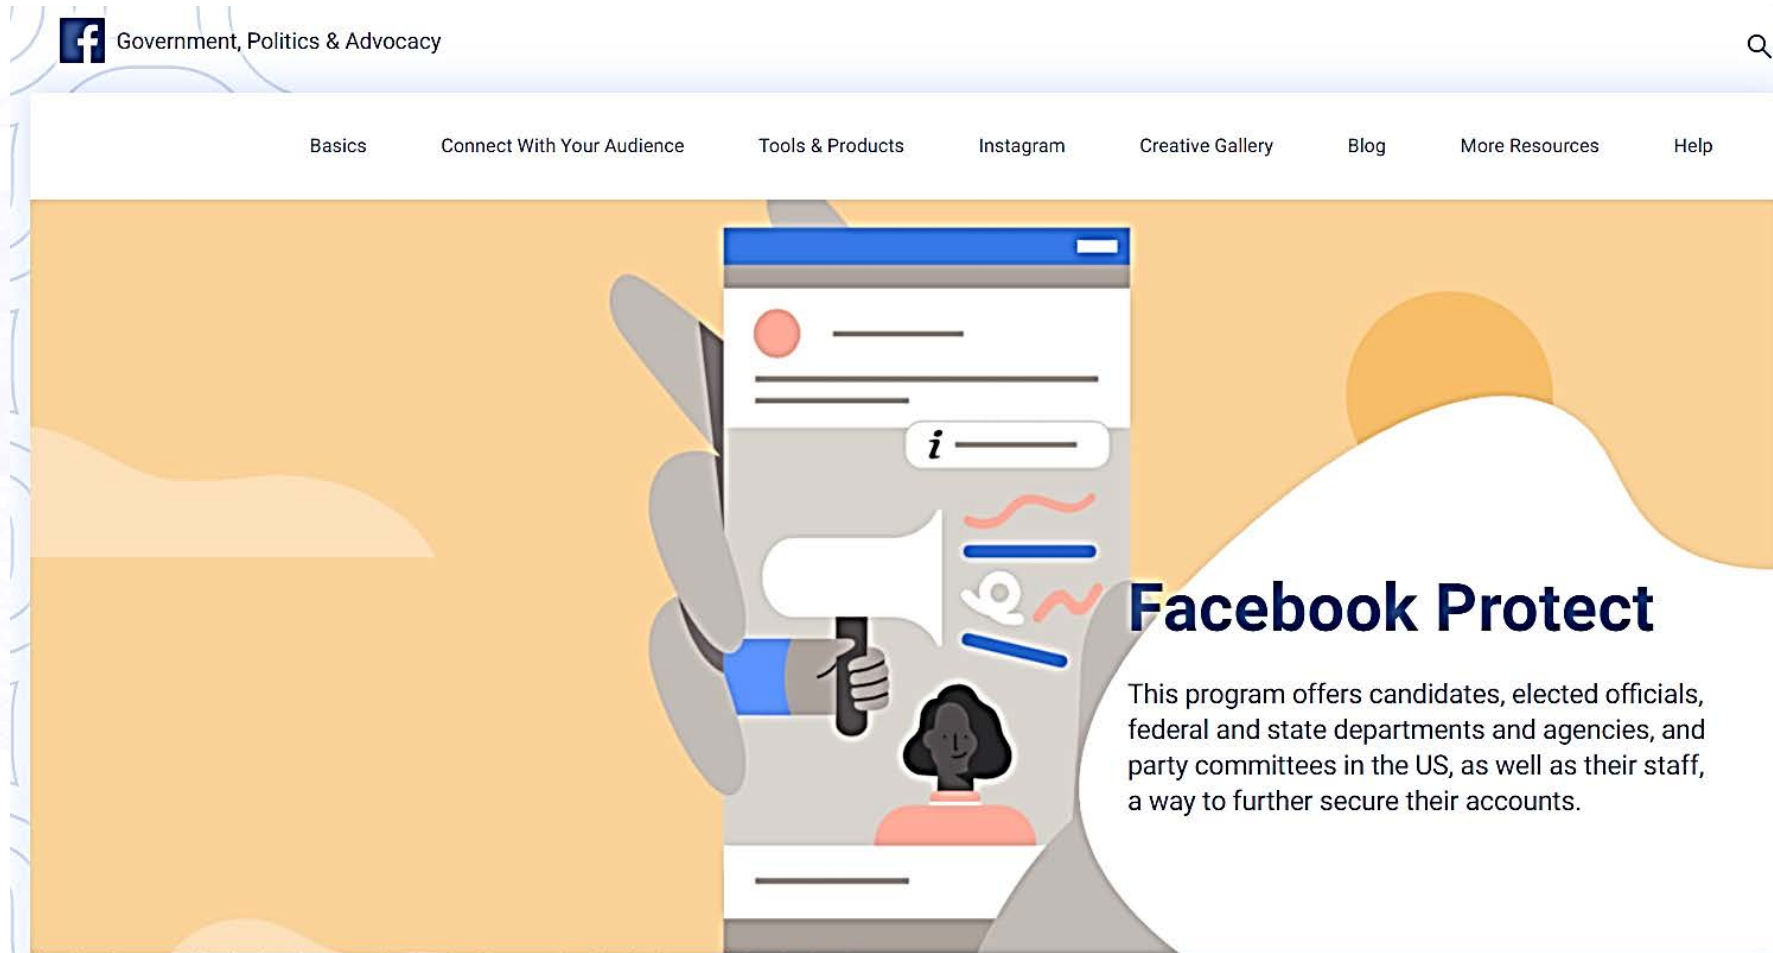 f Government, Politics & Advocacy
Basics Connect With Your Audience Tools & Products Instagram Creative Gallery Blog More Resources Help
i
Facebook Protect
This program offers candidates, elected officials,
federal and state departments and agencies, and
party committees in the US, as well as their staff,
a way to further secure their accounts.